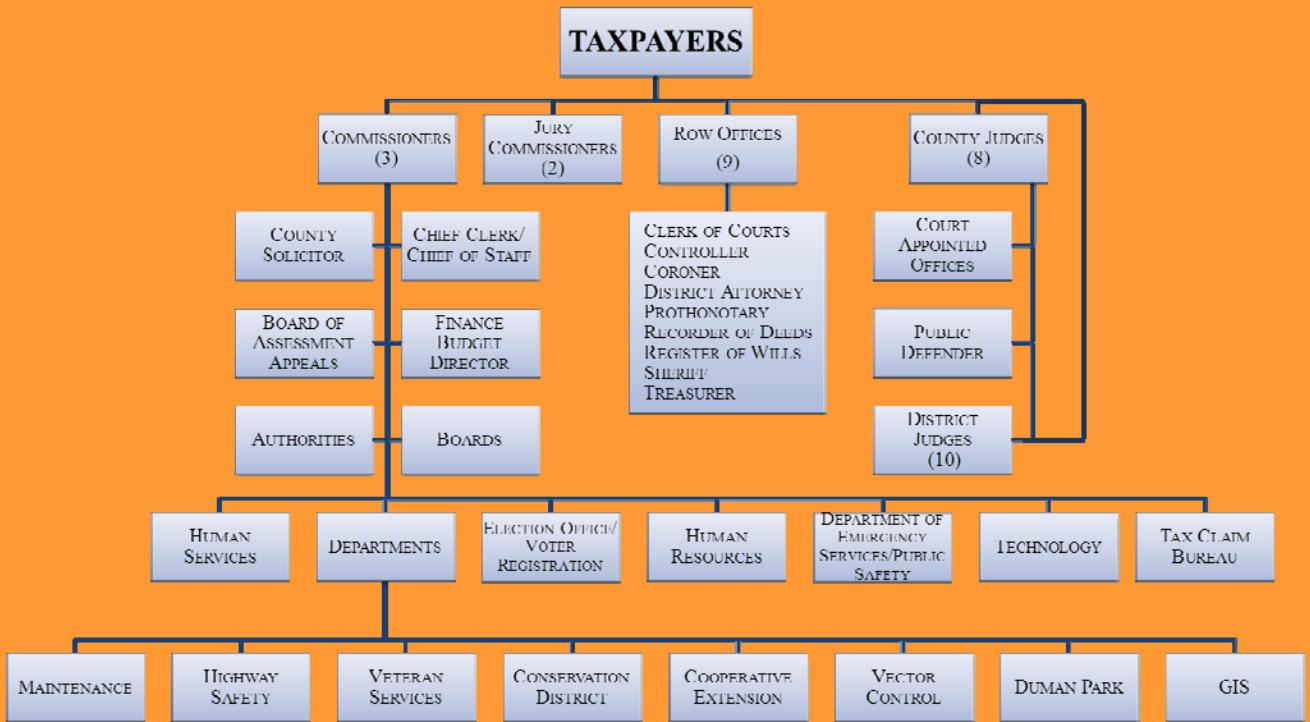 TAXPAYERS
COMMISSIONERS
(3)
JURY
COMMISSIONERS
(2)
ROW OFFICES
(9)
COUNTY JUDGES
(8)
COUNTY
SOLICITOR
CHIEF CLERK/
CHIEF OF STAFF
CLERK OF COURTS
CONTROLLER
CORONER
DISTRICT ATTORNEY
PROTHONOTARY
RECORDER OF DEEDS
REGISTER OF WILLS
SHERIFF
TREASURER
COURT
APPOINTED
OFFICES
BOARD OF
ASSESSMENT
APPEALS
FINANCE
BUDGET
DIRECTOR
PUBLIC
DEFENDER
AUTHORITIES
BOARDS
DISTRICT
JUDGES
(10)
HUMAN
SERVICES
DEPARTMENTS
ELECTION OFFICE/
VOTER
REGISTRATION
HUMAN
RESOURCES
DEPARTMENT OF
EMERGENCY
SERVICES/PUBLIC
SAFETY
TECHNOLOGY
TAX CLAIM
BUREAU
MAINTENANCE
HIGHWAY
SAFETY
VETERAN
SERVICES
CONSERVATION
DISTRICT
COOPERATIVE
EXTENSION
VECTOR
CONTROL
DUMAN PARK
GIS